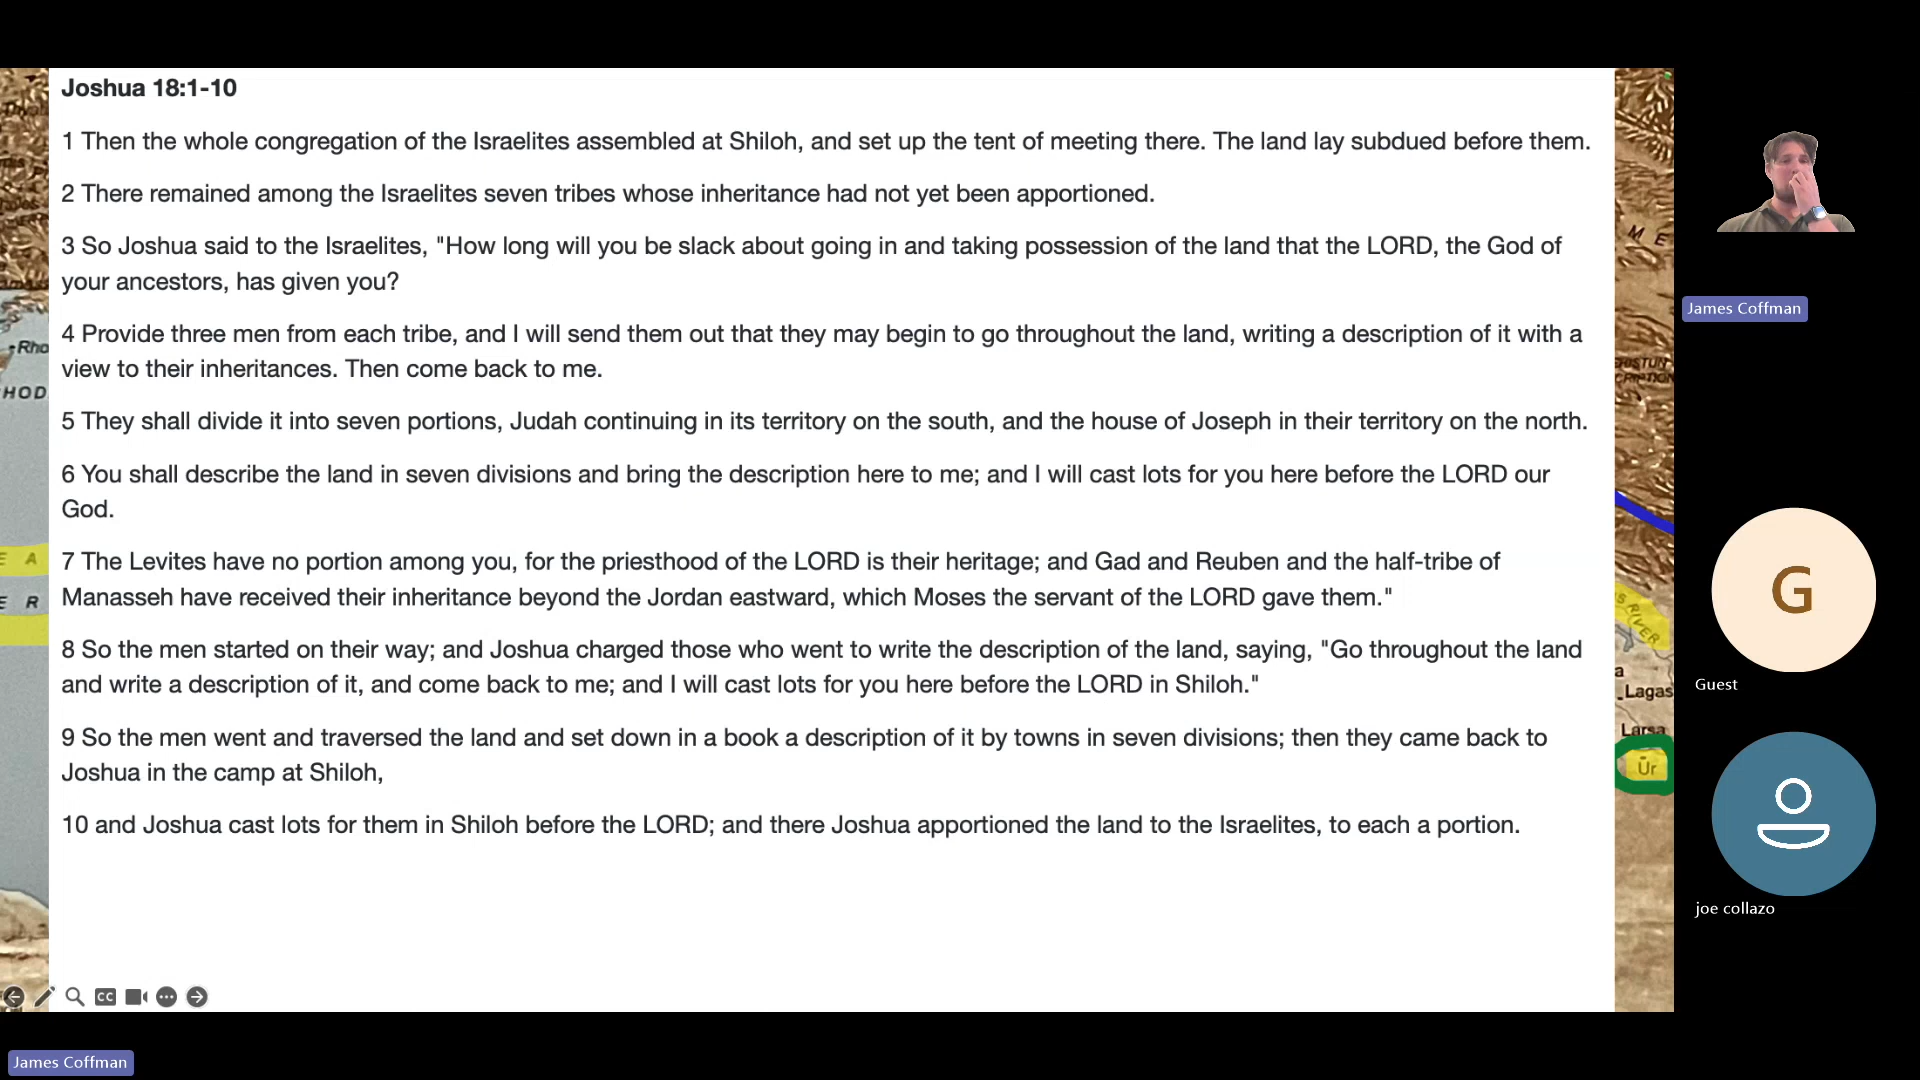 Joshua 18:1-10
1 Then the whole congregation of the Israelites assembled at Shiloh, and set up the tent of meeting there. The land lay subdued before them.
2 There remained among the Israelites seven tribes whose inheritance had not yet been apportioned.
3 So Joshua said to the Israelites, "How long will you be slack about going in and taking possession of the land that the LORD, the God of
your ancestors, has given you?
4 Provide three men from each tribe, and I will send them out that they may begin to go throughout the land, writing a description of it with a
view to their inheritances. Then come back to me.
5 They shall divide it into seven portions, Judah continuing in its territory on the south, and the house of Joseph in their territory on the north.
6 You shall describe the land in seven divisions and bring the description here to me; and I will cast lots for you here before the LORD our
God.
7 The Levites have no portion among you, for the priesthood of the LORD is their heritage; and Gad and Reuben and the half-tribe of
Manasseh have received their inheritance beyond the Jordan eastward, which Moses the servant of the LORD gave them."
8 So the men started on their way; and Joshua charged those who went to write the description of the land, saying, "Go throughout the land
and write a description of it, and come back to me; and I will cast lots for you here before the LORD in Shiloh."
9 So the men went and traversed the land and set down in a book a description of it by towns in seven divisions; then they came back to
Joshua in the camp at Shiloh,
10 and Joshua cast lots for them in Shiloh before the LORD; and there Joshua apportioned the land to the Israelites, to each a portion.
Rho
HOD
E A
E R
M E
RIVER
Lagas
Larsa
Ūr
CC
James Coffman
G
Guest
joe collazo
James Coffman